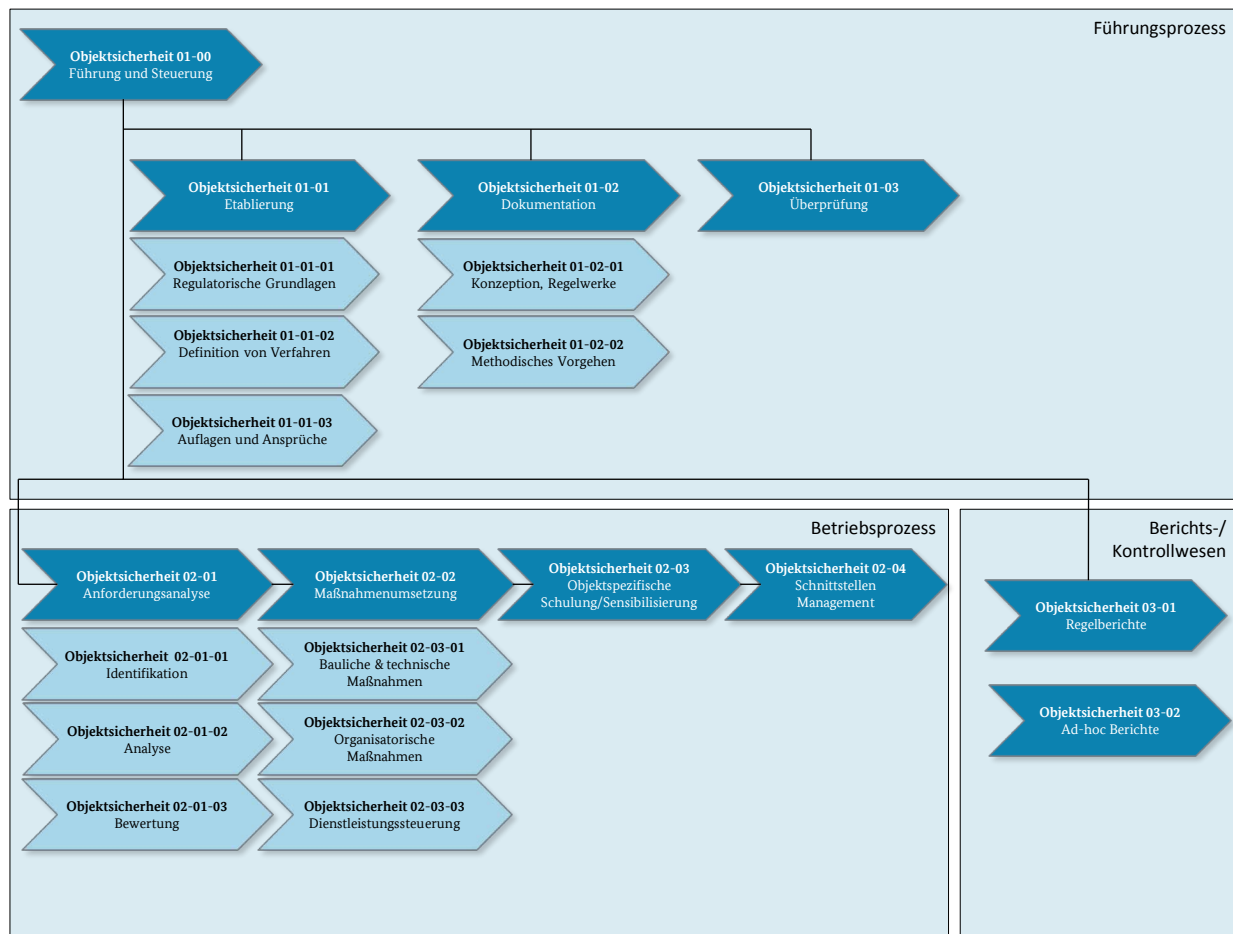 Führungsprozess
Objektsicherheit 01-00
Führung und Steuerung
Objektsicherheit 01-01
Etablierung
Objektsicherheit 01-02
Dokumentation
Objektsicherheit 01-03
Überprüfung
Objektsicherheit 01-01-01
Regulatorische Grundlagen
Objektsicherheit 01-02-01
Konzeption, Regelwerke
Objektsicherheit 01-01-02
Definition von Verfahren
Objektsicherheit 01-02-02
Methodisches Vorgehen
Objektsicherheit 01-01-03
Auflagen und Ansprüche
Betriebsprozess
Objektsicherheit 02-01
Anforderungsanalyse
Objektsicherheit 02-02
Maßnahmenumsetzung
Objektsicherheit 02-03
Objektspezifische
Schulung/Sensibilisierung
Objektsicherheit 02-04
Schnittstellen
Management
Objektsicherheit 02-01-01
Identifikation
Objektsicherheit 02-03-01
Bauliche & technische
Maßnahmen
Objektsicherheit 02-01-02
Analyse
Objektsicherheit 02-03-02
Organisatorische
Maßnahmen
Objektsicherheit 02-01-03
Bewertung
Objektsicherheit 02-03-03
Dienstleistungssteuerung
Berichts-/
Kontrollwesen
Objektsicherheit 03-01
Regelberichte
Objektsicherheit 03-02
Ad-hoc Berichte